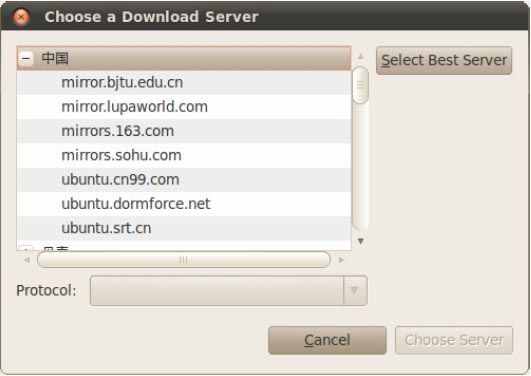 Choose a Download Server
中国
Select Best Server
mirror.bjtu.edu.cn
mirror.lupaworld.com
mirrors.163.com
mirrors.sohu.com
ubuntu.cn99.com
ubuntu.dormforce.net
ubuntu.srt.cn
Protocol:
Cancel
Choose Server